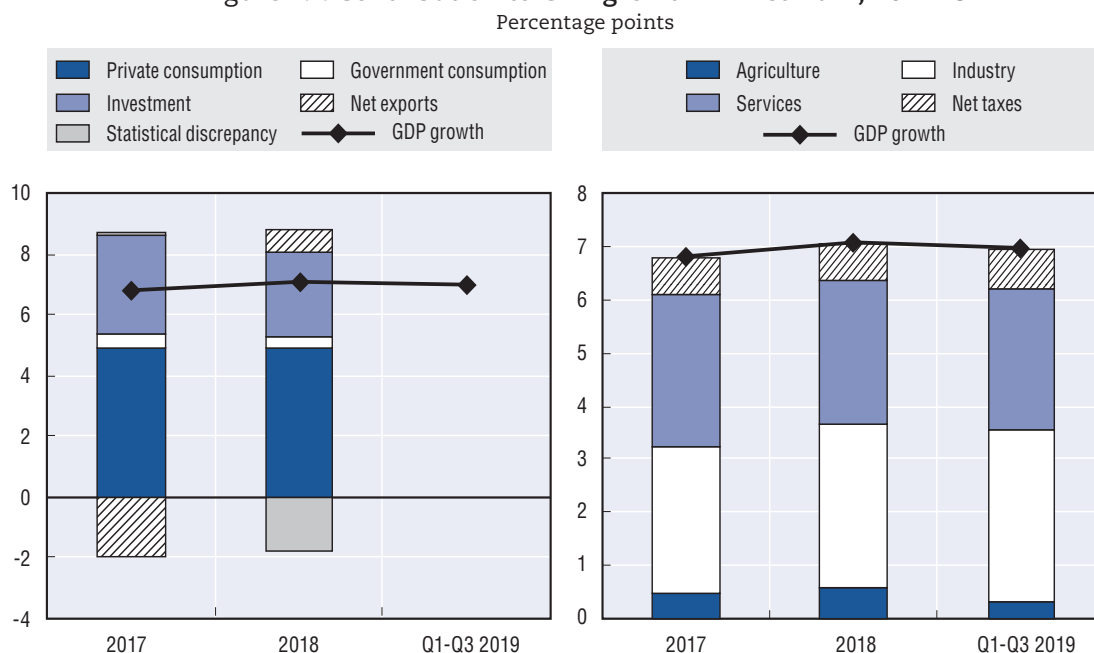 Percentage points
Private consumption
Government consumption
Investment
Net exports
Statistical discrepancy
GDP growth
Agriculture
Industry
Services
Net taxes
GDP growth
10
8
6
4
2
0
-2
-4
2017
2018
Q1-Q3 2019
8
7
6
5
4
3
2
1
0
2017
2018
Q1-Q3 2019